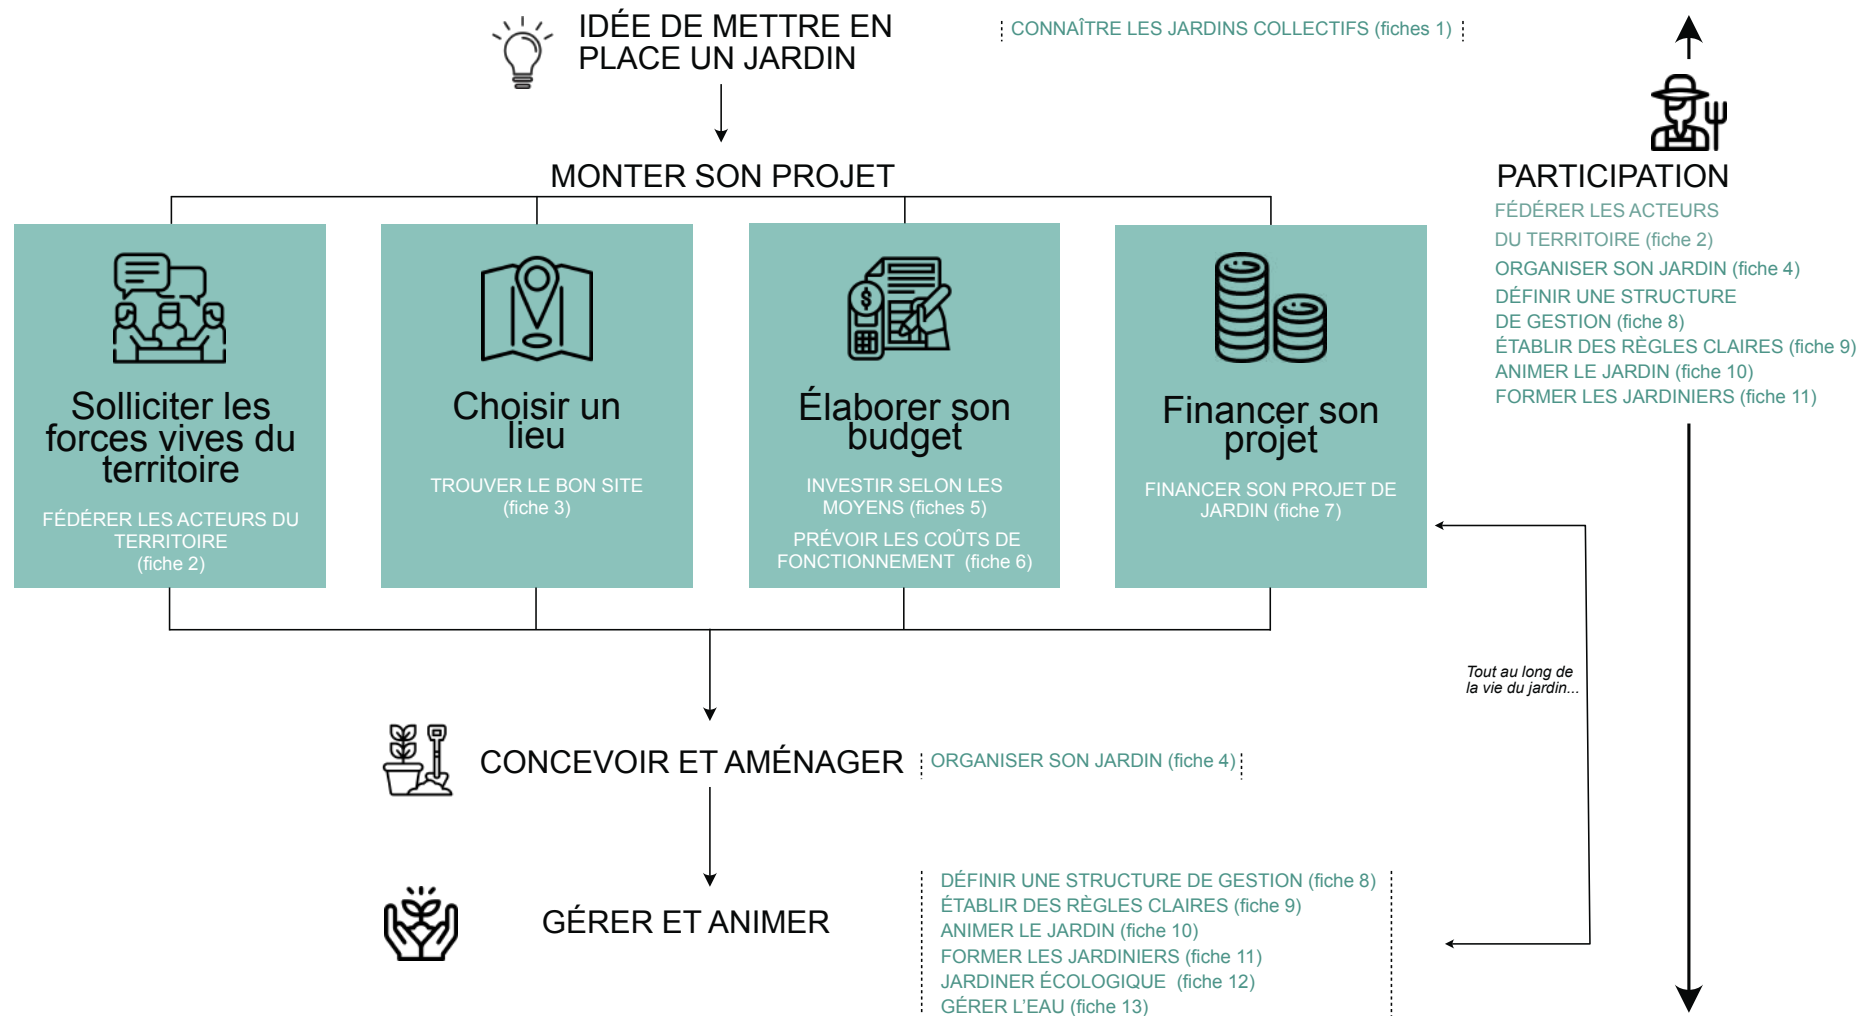 IDÉE DE METTRE EN
PLACE UN JARDIN
CONNAÎTRE LES JARDINS COLLECTIFS (fiches 1)
MONTER SON PROJET
Solliciter les
forces vives du
territoire
FÉDÉRER LES ACTEURS DU
TERRITOIRE
(fiche 2)
Choisir un
lieu
TROUVER LE BON SITE
(fiche 3)
Élaborer son
budget
INVESTIR SELON LES
MOYENS (fiches 5)
PRÉVOIR LES COÛTS DE
FONCTIONNEMENT (fiche 6)
Financer son
projet
FINANCER SON PROJET DE
JARDIN (fiche 7)
PARTICIPATION
FÉDÉRER LES ACTEURS
DU TERRITOIRE (fiche 2)
ORGANISER SON JARDIN (fiche 4)
DÉFINIR UNE STRUCTURE
DE GESTION (fiche 8)
ÉTABLIR DES RÈGLES CLAIRES (fiche 9)
ANIMER LE JARDIN (fiche 10)
FORMER LES JARDINIERS (fiche 11)
Tout au long de
la vie du jardin...
CONCEVOIR ET AMÉNAGER
ORGANISER SON JARDIN (fiche 4)
GÉRER ET ANIMER
DÉFINIR UNE STRUCTURE DE GESTION (fiche 8)
ÉTABLIR DES RÈGLES CLAIRES (fiche 9)
ANIMER LE JARDIN (fiche 10)
FORMER LES JARDINIERS (fiche 11)
JARDINER ÉCOLOGIQUE (fiche 12)
GÉRER L'EAU (fiche 13)